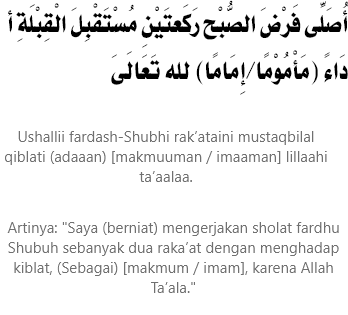 أُصَلِّى فَرْضَ الصُّبْح رَكَعتَيْنِ مُسْتَقْبِلَ الْقِبْلَةِ أ
دَاءً (مَأْمُوْمًا/إِمَامًا) لله تَعَالَى
Ushallii fardash-Shubhi rak’ataini mustaqbilal
qiblati (adaaan) [makmuuman / imaaman] lillaahi
ta’aalaa.
Artinya: "Saya (berniat) mengerjakan sholat fardhu
Shubuh sebanyak dua raka’at dengan menghadap
kiblat, (Sebagai) [makmum / imam], karena Allah
Ta’ala."